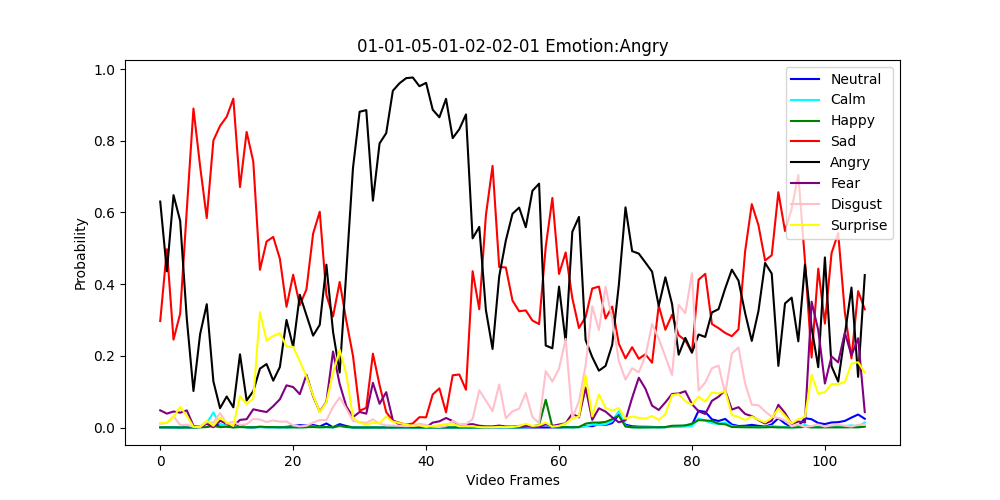 01-01-05-01-02-02-01 Emotion:Angry
1.0
0.8
0.6
0.4
0.2
0.0
Probability
0 20 40 60 80 100
Video Frames
Neutral
Calm
Happy
Sad
Angry
Fear
Disgust
Surprise